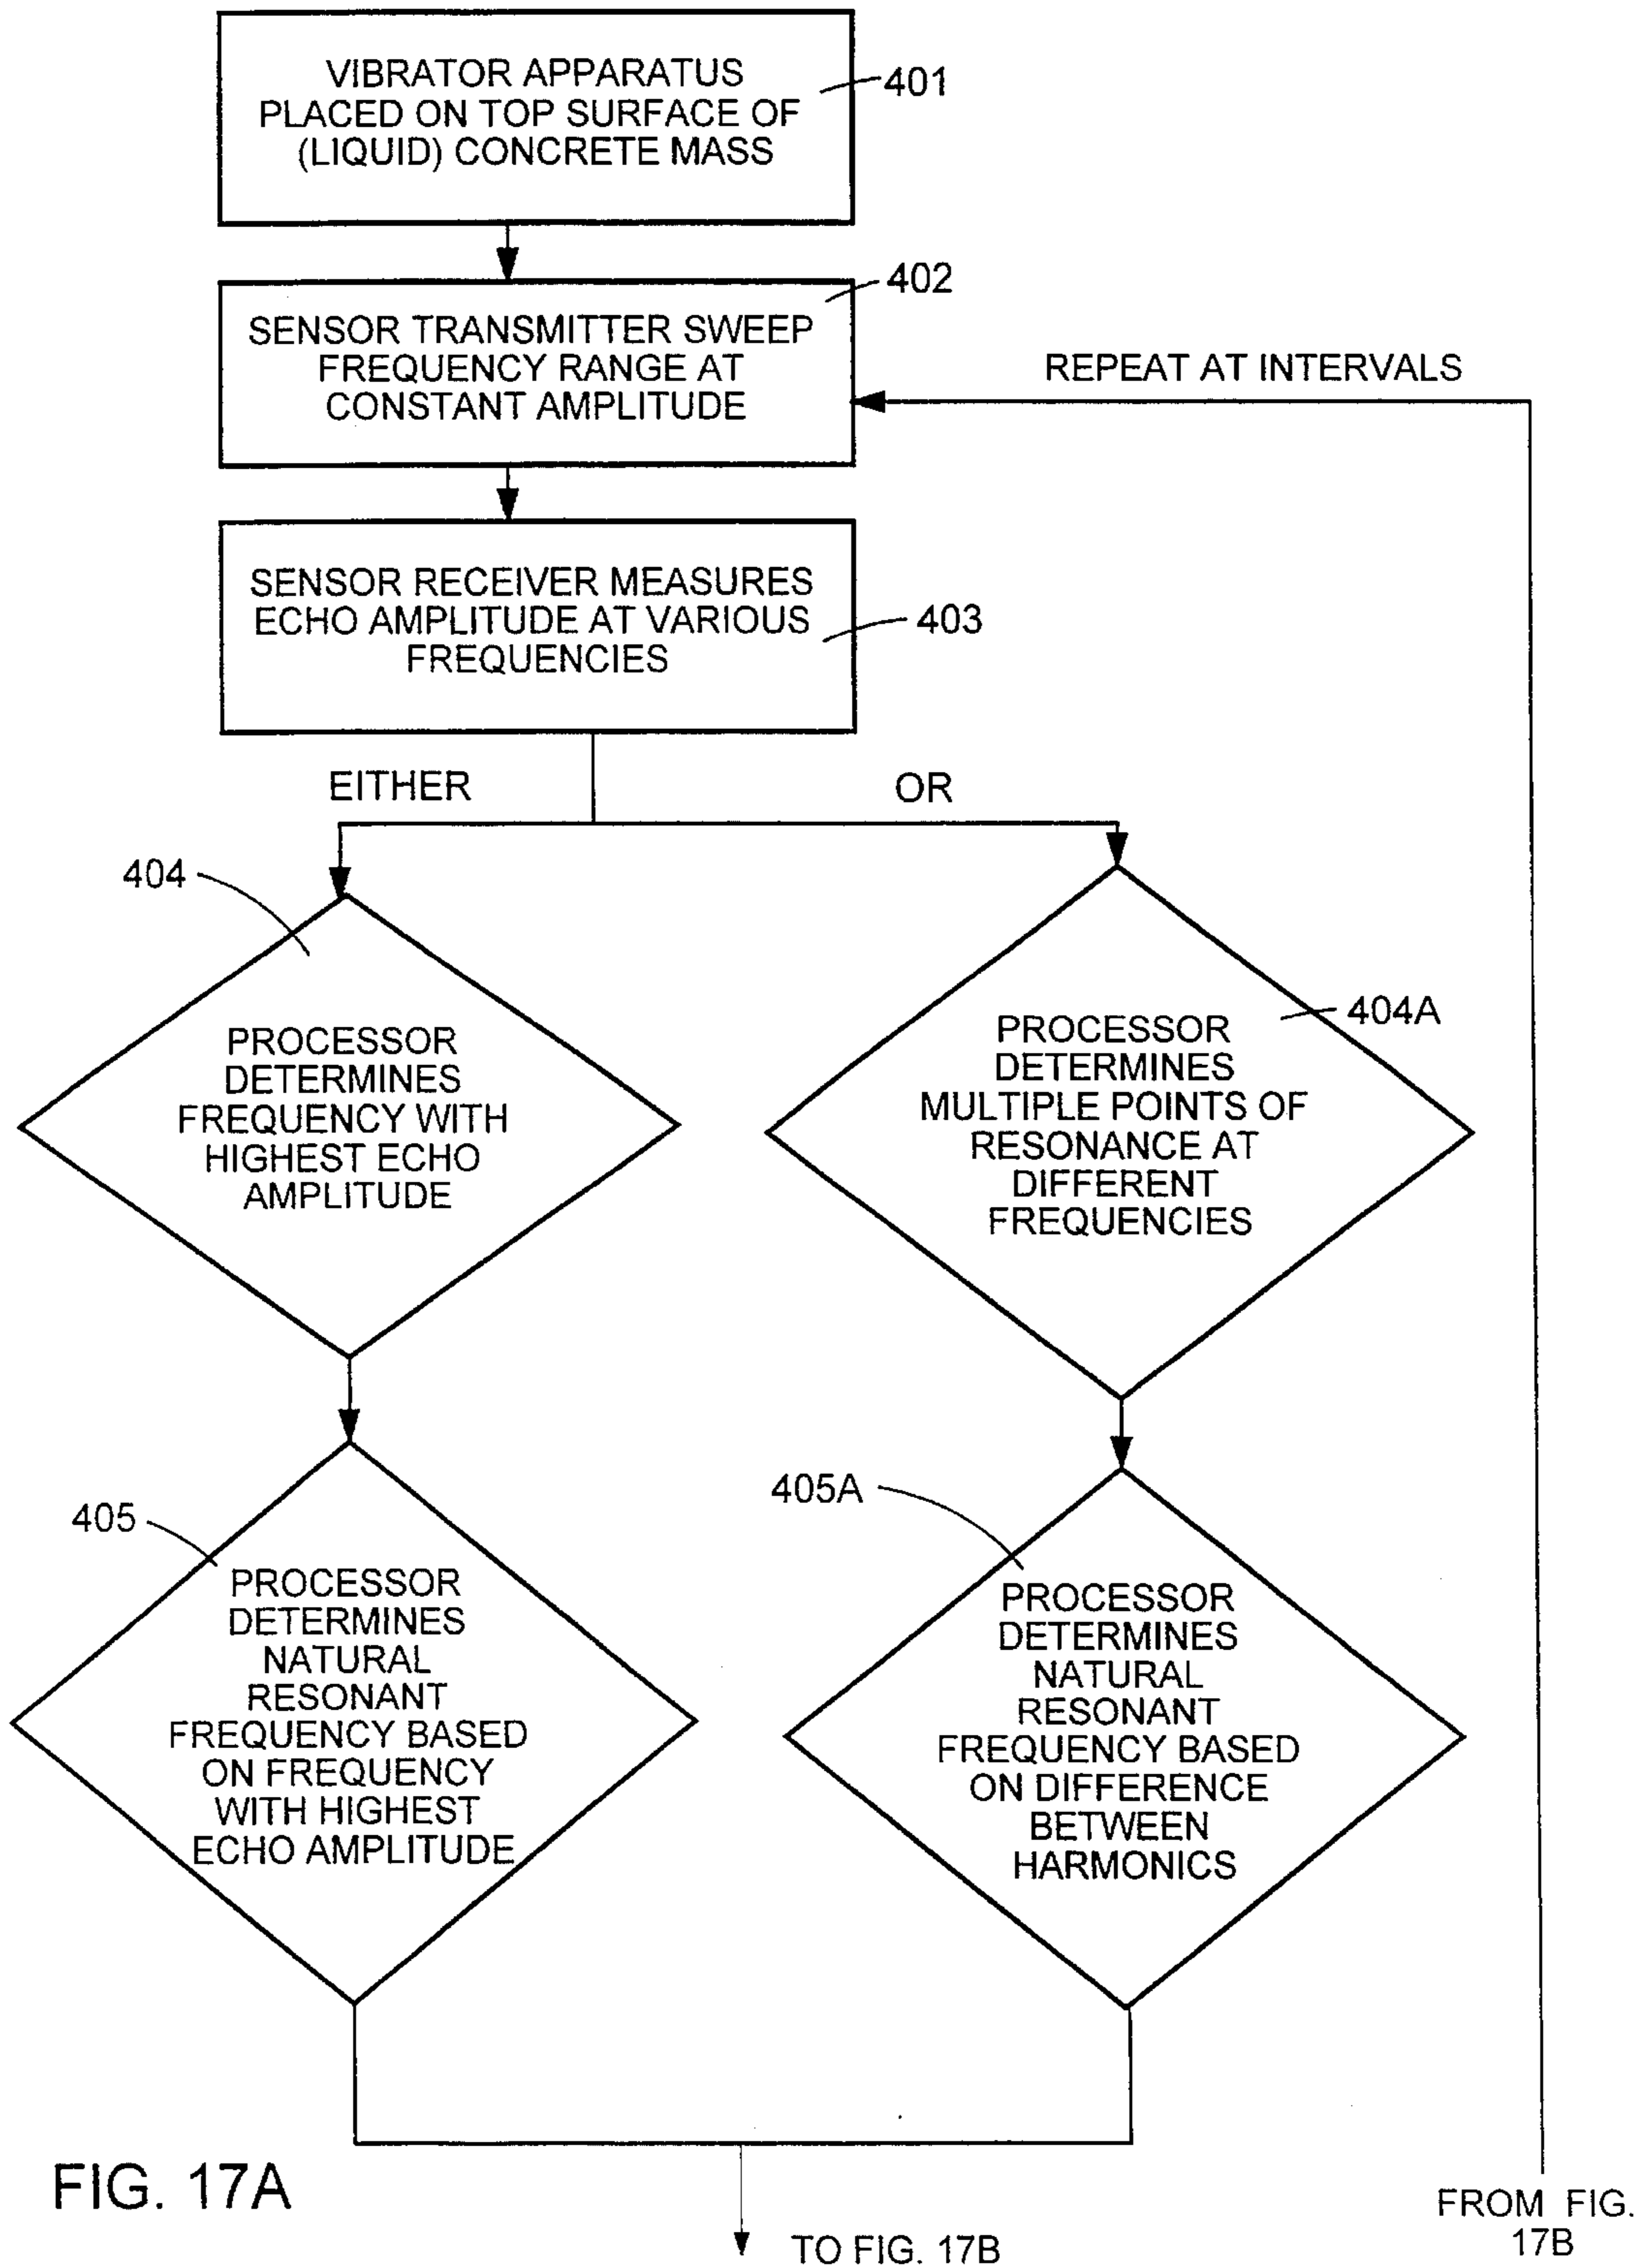 VIBRATOR APPARATUS
PLACED ON TOP SURFACE OF
(LIQUID) CONCRETE MASS
401
402
SENSOR TRANSMITTER SWEEP
FREQUENCY RANGE AT
CONSTANT AMPLITUDE
REPEAT AT INTERVALS
SENSOR RECEIVER MEASURES
ECHO AMPLITUDE AT VARIOUS
FREQUENCIES
403
EITHER
OR
404
PROCESSOR
DETERMINES
FREQUENCY WITH
HIGHEST ECHO
AMPLITUDE
404A
PROCESSOR
DETERMINES
MULTIPLE POINTS OF
RESONANCE AT
DIFFERENT
FREQUENCIES
405
PROCESSOR
DETERMINES
NATURAL
RESONANT
FREQUENCY BASED
ON FREQUENCY
WITH HIGHEST
ECHO AMPLITUDE
405A
PROCESSOR
DETERMINES
NATURAL
RESONANT
FREQUENCY BASED
ON DIFFERENCE
BETWEEN
HARMONICS
FIG. 17A
TO FIG. 17B
FROM FIG.
17B